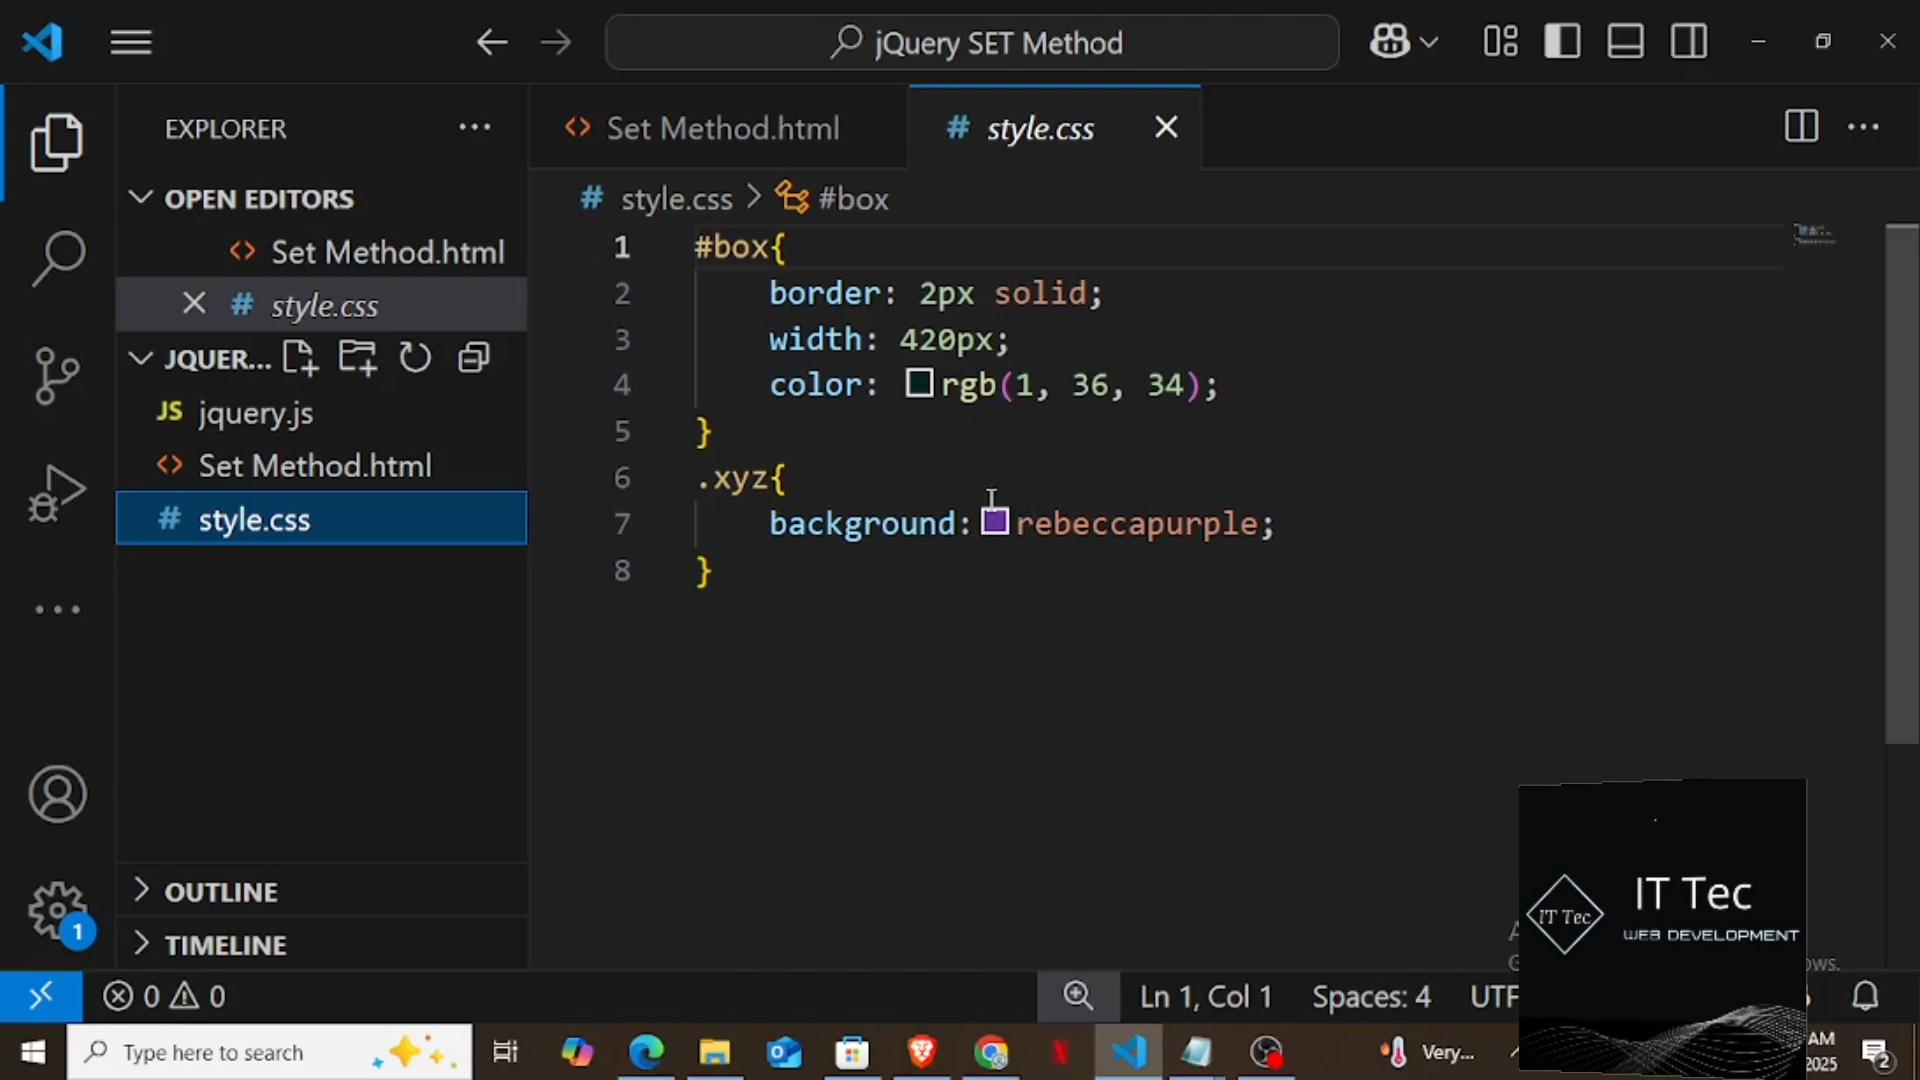 jQuery SET Method
EXPLORER
Set Method.html
# style.css
OPEN EDITORS
Set Method.html
# style.css
JQUER...
JS jquery.js
Set Method.html
# style.css
OUTLINE
TIMELINE
# style.css > #box
1 #box{
2 border: 2px solid;
3 width: 420px;
4 color: rgb(1, 36, 34);
5 }
6 .xyz{
7 background: rebeccapurple;
8 }
IT Tec
IT Tec
WEB DEVELOPMENT
1
0 0
Ln 1, Col 1
Spaces: 4
UTF
Type here to search
Very...
AM
2025
2